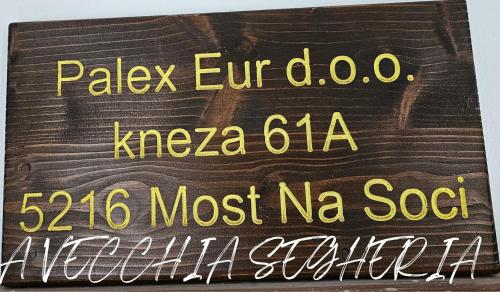 Palex Eur d.o.o.
kneza 61A
5216 Most Na Soci
A VECCHIA SEGHERIA